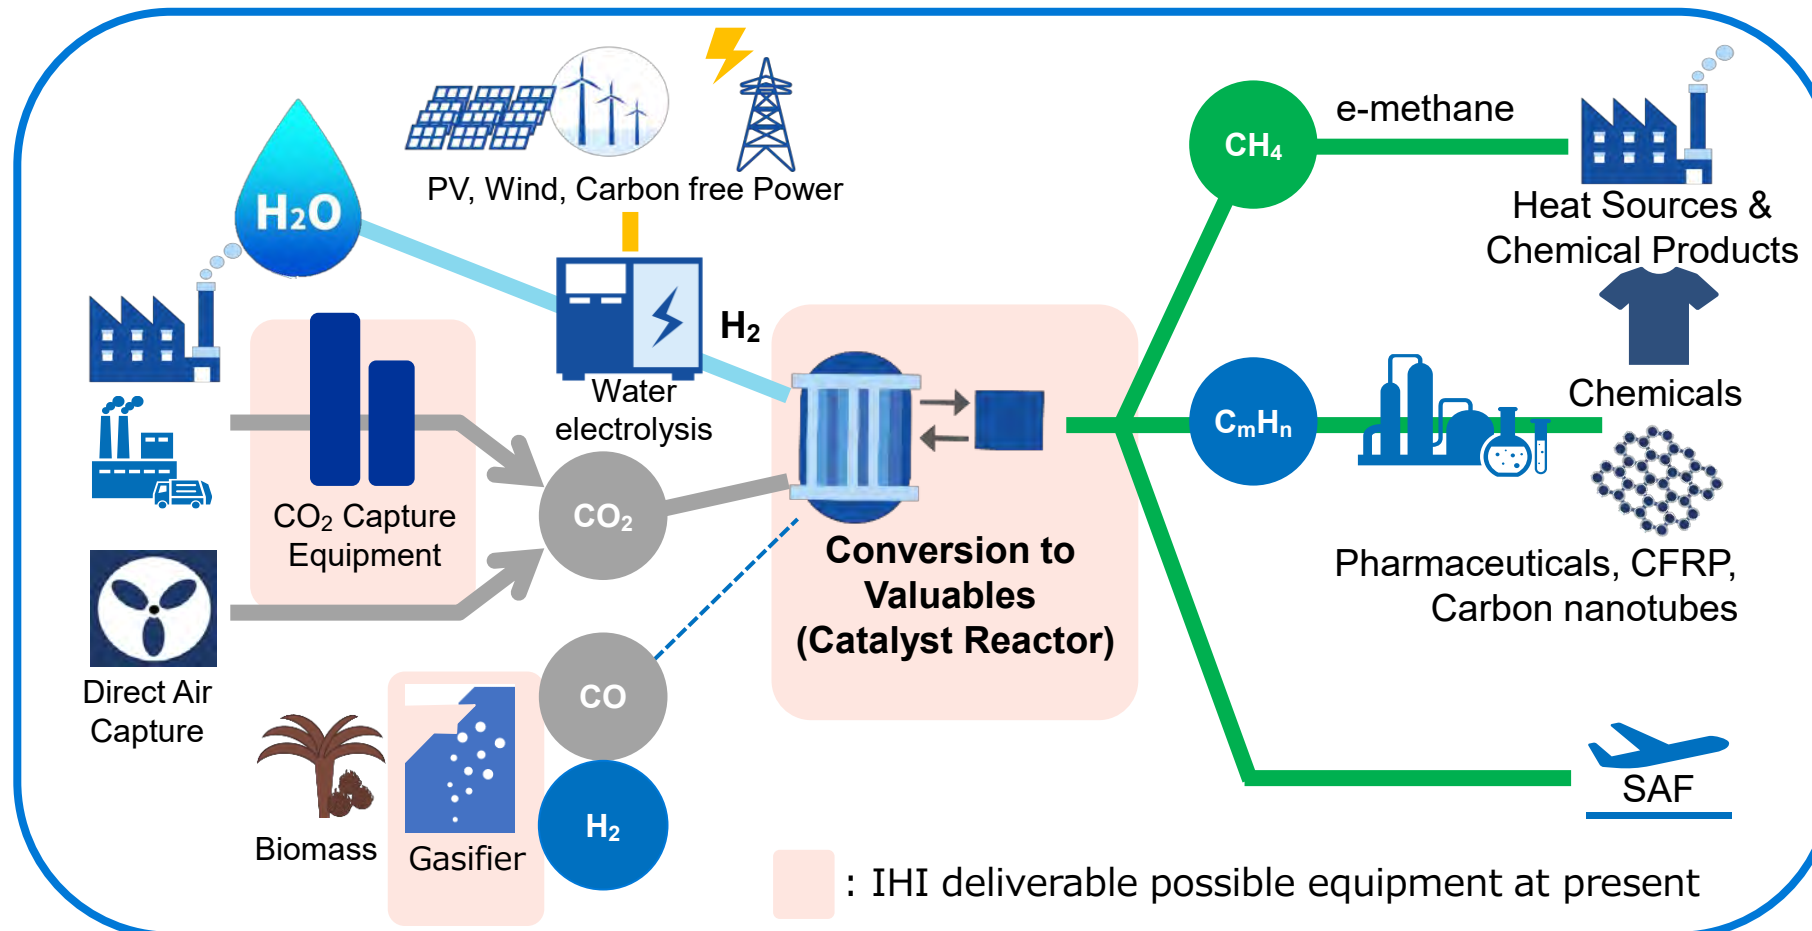 PV, Wind, Carbon free Power
H₂O
H₂
Water
electrolysis
CO₂ Capture
Equipment
CO₂
Direct Air
Capture
Conversion to
Valuables
(Catalyst Reactor)
CO
H₂
Biomass
Gasifier
CH₄
e-methane
Heat Sources &
Chemical Products
CₘHₙ
Chemicals
Pharmaceuticals, CFRP,
Carbon nanotubes
SAF
: IHI deliverable possible equipment at present